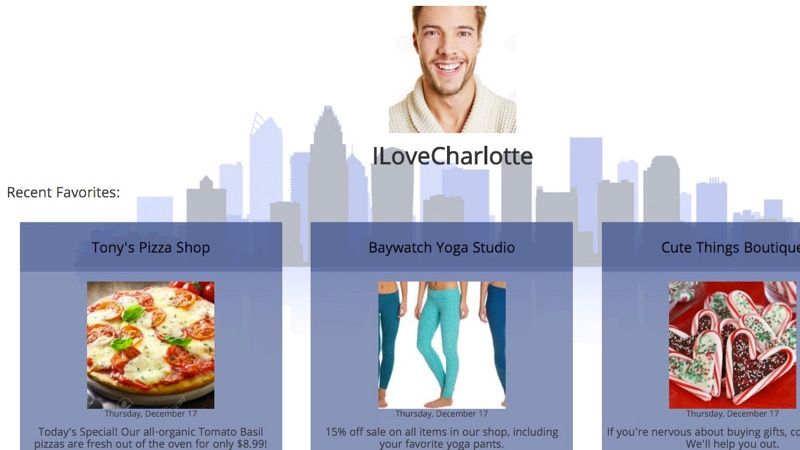 ILoveCharlotte
Recent Favorites:
Tony's Pizza Shop
Baywatch Yoga Studio
Cute Things Boutique
Thursday, December 17
Today's Special! Our all-organic Tomato Basil
pizzas are fresh out of the oven for only $8.99!
Thursday, December 17
15% off sale on all items in our shop, including
your favorite yoga pants.
Thursday, December 17
If you're nervous about buying gifts,
We'll help you out.